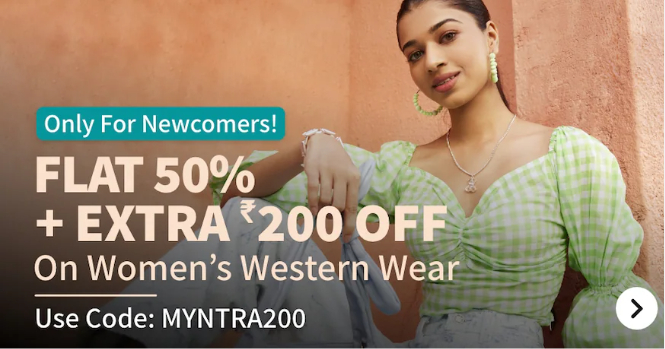 Only For Newcomers!
FLAT 50%
+ EXTRA ₹200 OFF
On Women's Western Wear
Use Code: MYNTRA200